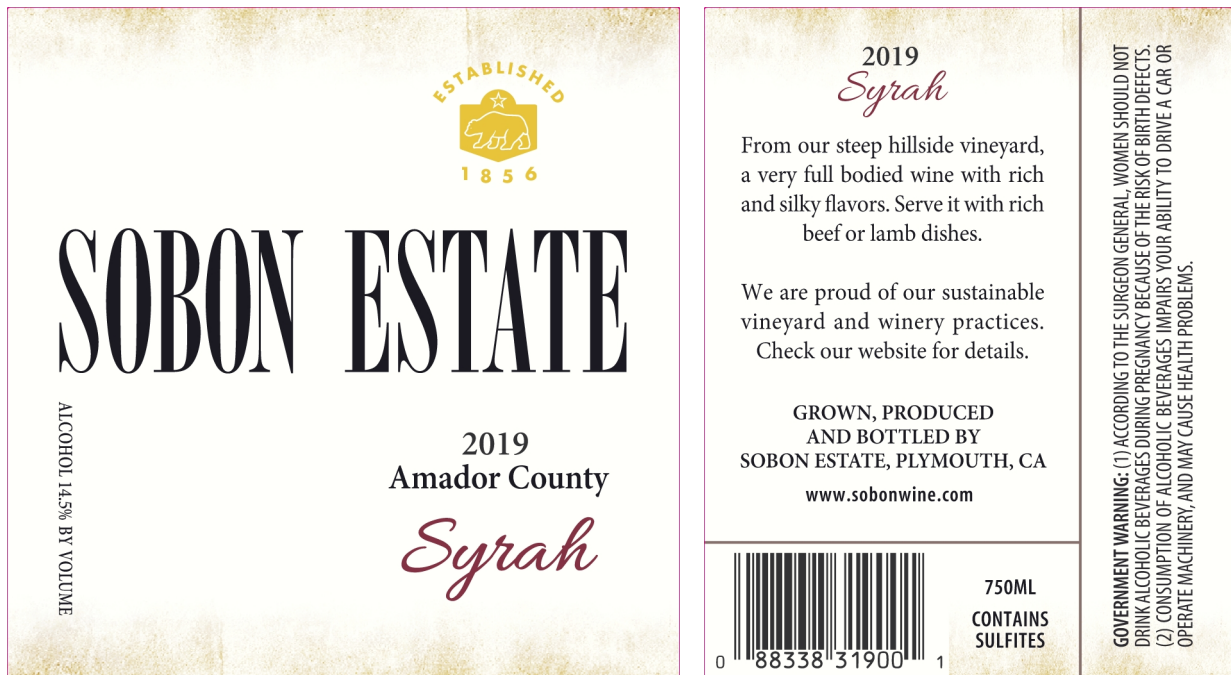 ESTABLISHED
1856
SOBON ESTATE
2019
Amador County
Syrah
ALCOHOL 14.5% BY VOLUME
2019
Syrah
From our steep hillside vineyard,
a very full bodied wine with rich
and silky flavors. Serve it with rich
beef or lamb dishes.
We are proud of our sustainable
vineyard and winery practices.
Check our website for details.
GROWN, PRODUCED
AND BOTTLED BY
SOBON ESTATE, PLYMOUTH, CA
www.sobonwine.com
0 88338 31900 1
750ML
CONTAINS
SULFITES
GOVERNMENT WARNING: (1) ACCORDING TO THE SURGEON GENERAL, WOMEN SHOULD NOT
DRINK ALCOHOLIC BEVERAGES DURING PREGNANCY BECAUSE OF THE RISK OF BIRTH DEFECTS.
(2) CONSUMPTION OF ALCOHOLIC BEVERAGES IMPAIRS YOUR ABILITY TO DRIVE A CAR OR
OPERATE MACHINERY, AND MAY CAUSE HEALTH PROBLEMS.